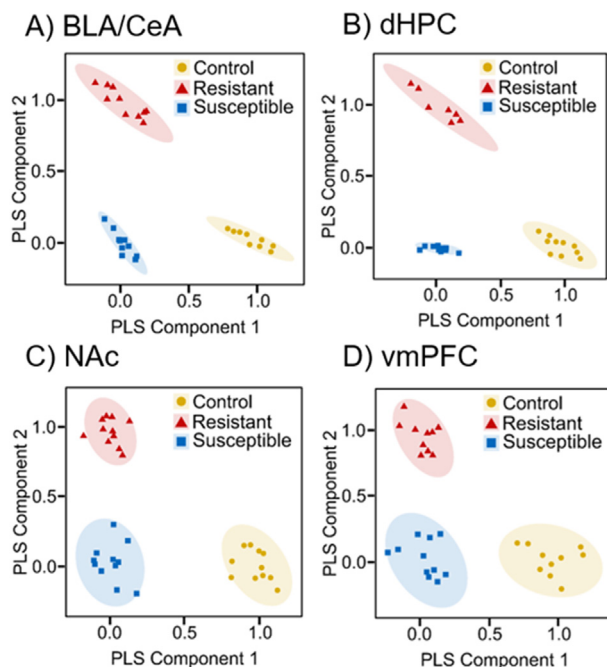 A) BLA/CeA
Control
Resistant
Susceptible
1.0
0.5
0.0
0.0
0.5
1.0
PLS Component 2
PLS Component 1
B) dHPC
Control
Resistant
Susceptible
1.0
0.5
0.0
0.0
0.5
1.0
PLS Component 2
PLS Component 1
C) NAc
Control
Resistant
Susceptible
1.0
0.5
0.0
0.0
0.5
1.0
PLS Component 2
PLS Component 1
D) vmPFC
Control
Resistant
Susceptible
1.0
0.5
0.0
0.0
0.5
1.0
PLS Component 2
PLS Component 1